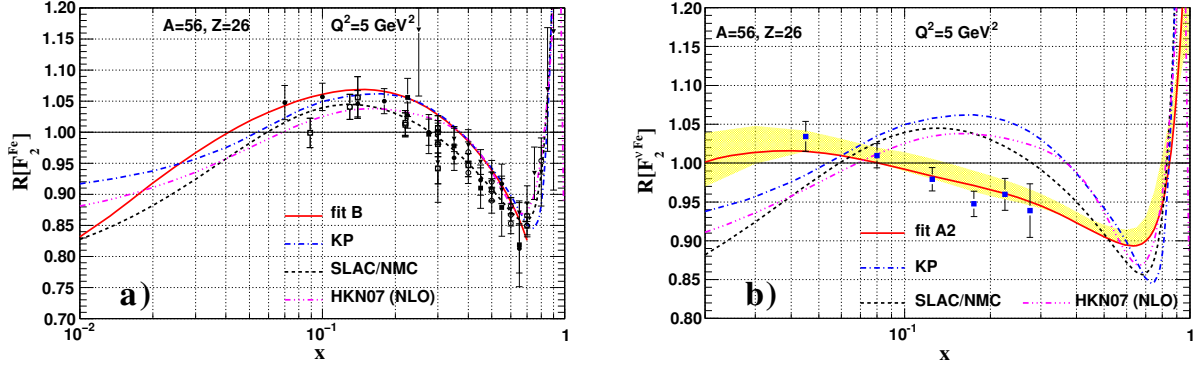 A=56, Z=26 Q²=5 GeV²
R[F₂^Fe]
1.20
1.15
1.10
1.05
1.00
0.95
0.90
0.85
0.80
0.75
0.70
fit B
KP
SLAC/NMC
HKN07 (NLO)
a)
10⁻² 10⁻¹ 1
x
A=56, Z=26 Q²=5 GeV²
R[F₂^ν Fe]
1.20
1.15
1.10
1.05
1.00
0.95
0.90
0.85
0.80
fit A2
KP
SLAC/NMC HKN07 (NLO)
b)
10⁻¹ 1
x